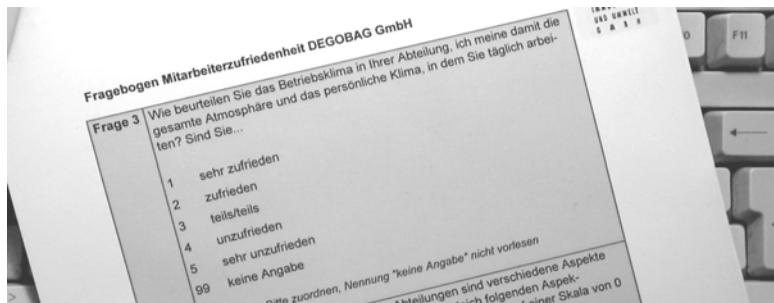 UND UMWELT
G M B H
Fragebogen Mitarbeiterzufriedenheit DEGOBAG GmbH
Frage 3 Wie beurteilen Sie das Betriebsklima in Ihrer Abteilung, ich meine damit die
gesamte Atmosphäre und das persönliche Klima, in dem Sie täglich arbei-
ten? Sind Sie...
1 sehr zufrieden
2 zufrieden
3 teils/teils
4 unzufrieden
5 sehr unzufrieden
99 keine Angabe
Bitte zuordnen, Nennung "keine Angabe" nicht vorlesen
Abteilungen sind verschiedene Aspekte
folgenden Aspek-
einer Skala von 0
F11